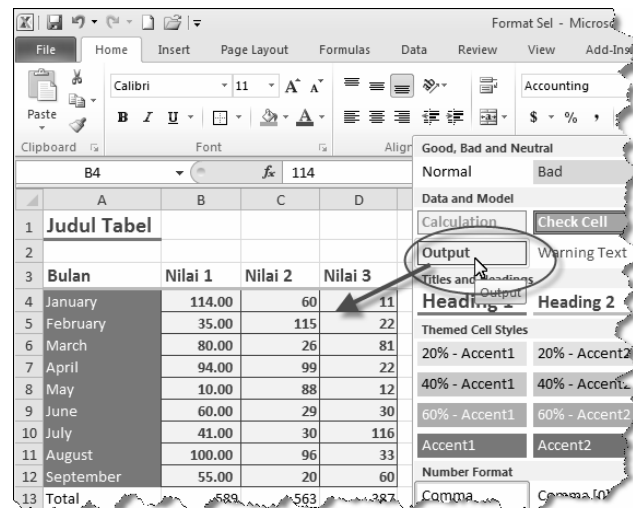 Format Sel - Micros
File Home Insert Page Layout Formulas Data Review View Add-Ins
Paste
Calibri 11 A A Accounting
B I U A $ % ,
Clipboard Font
B4 fx 114
A B C D
1 Judul Tabel
2
3 Bulan Nilai 1 Nilai 2 Nilai 3
4 January 114.00 60 11
5 February 35.00 115 22
6 March 80.00 26 81
7 April 94.00 99 22
8 May 10.00 88 12
9 June 60.00 29 30
10 July 41.00 30 116
11 August 100.00 96 33
12 September 55.00 20 60
13 Total 589 563 387
Good, Bad and Neutral
Normal Bad
Data and Model
Calculation Check Cell
Output Warning Text
Titles and Headings
Output
Heading 1 Heading 2
Themed Cell Styles
20% - Accent1 20% - Accent2
40% - Accent1 40% - Accent2
60% - Accent1 60% - Accent2
Accent1 Accent2
Number Format
Comma Comma [0]